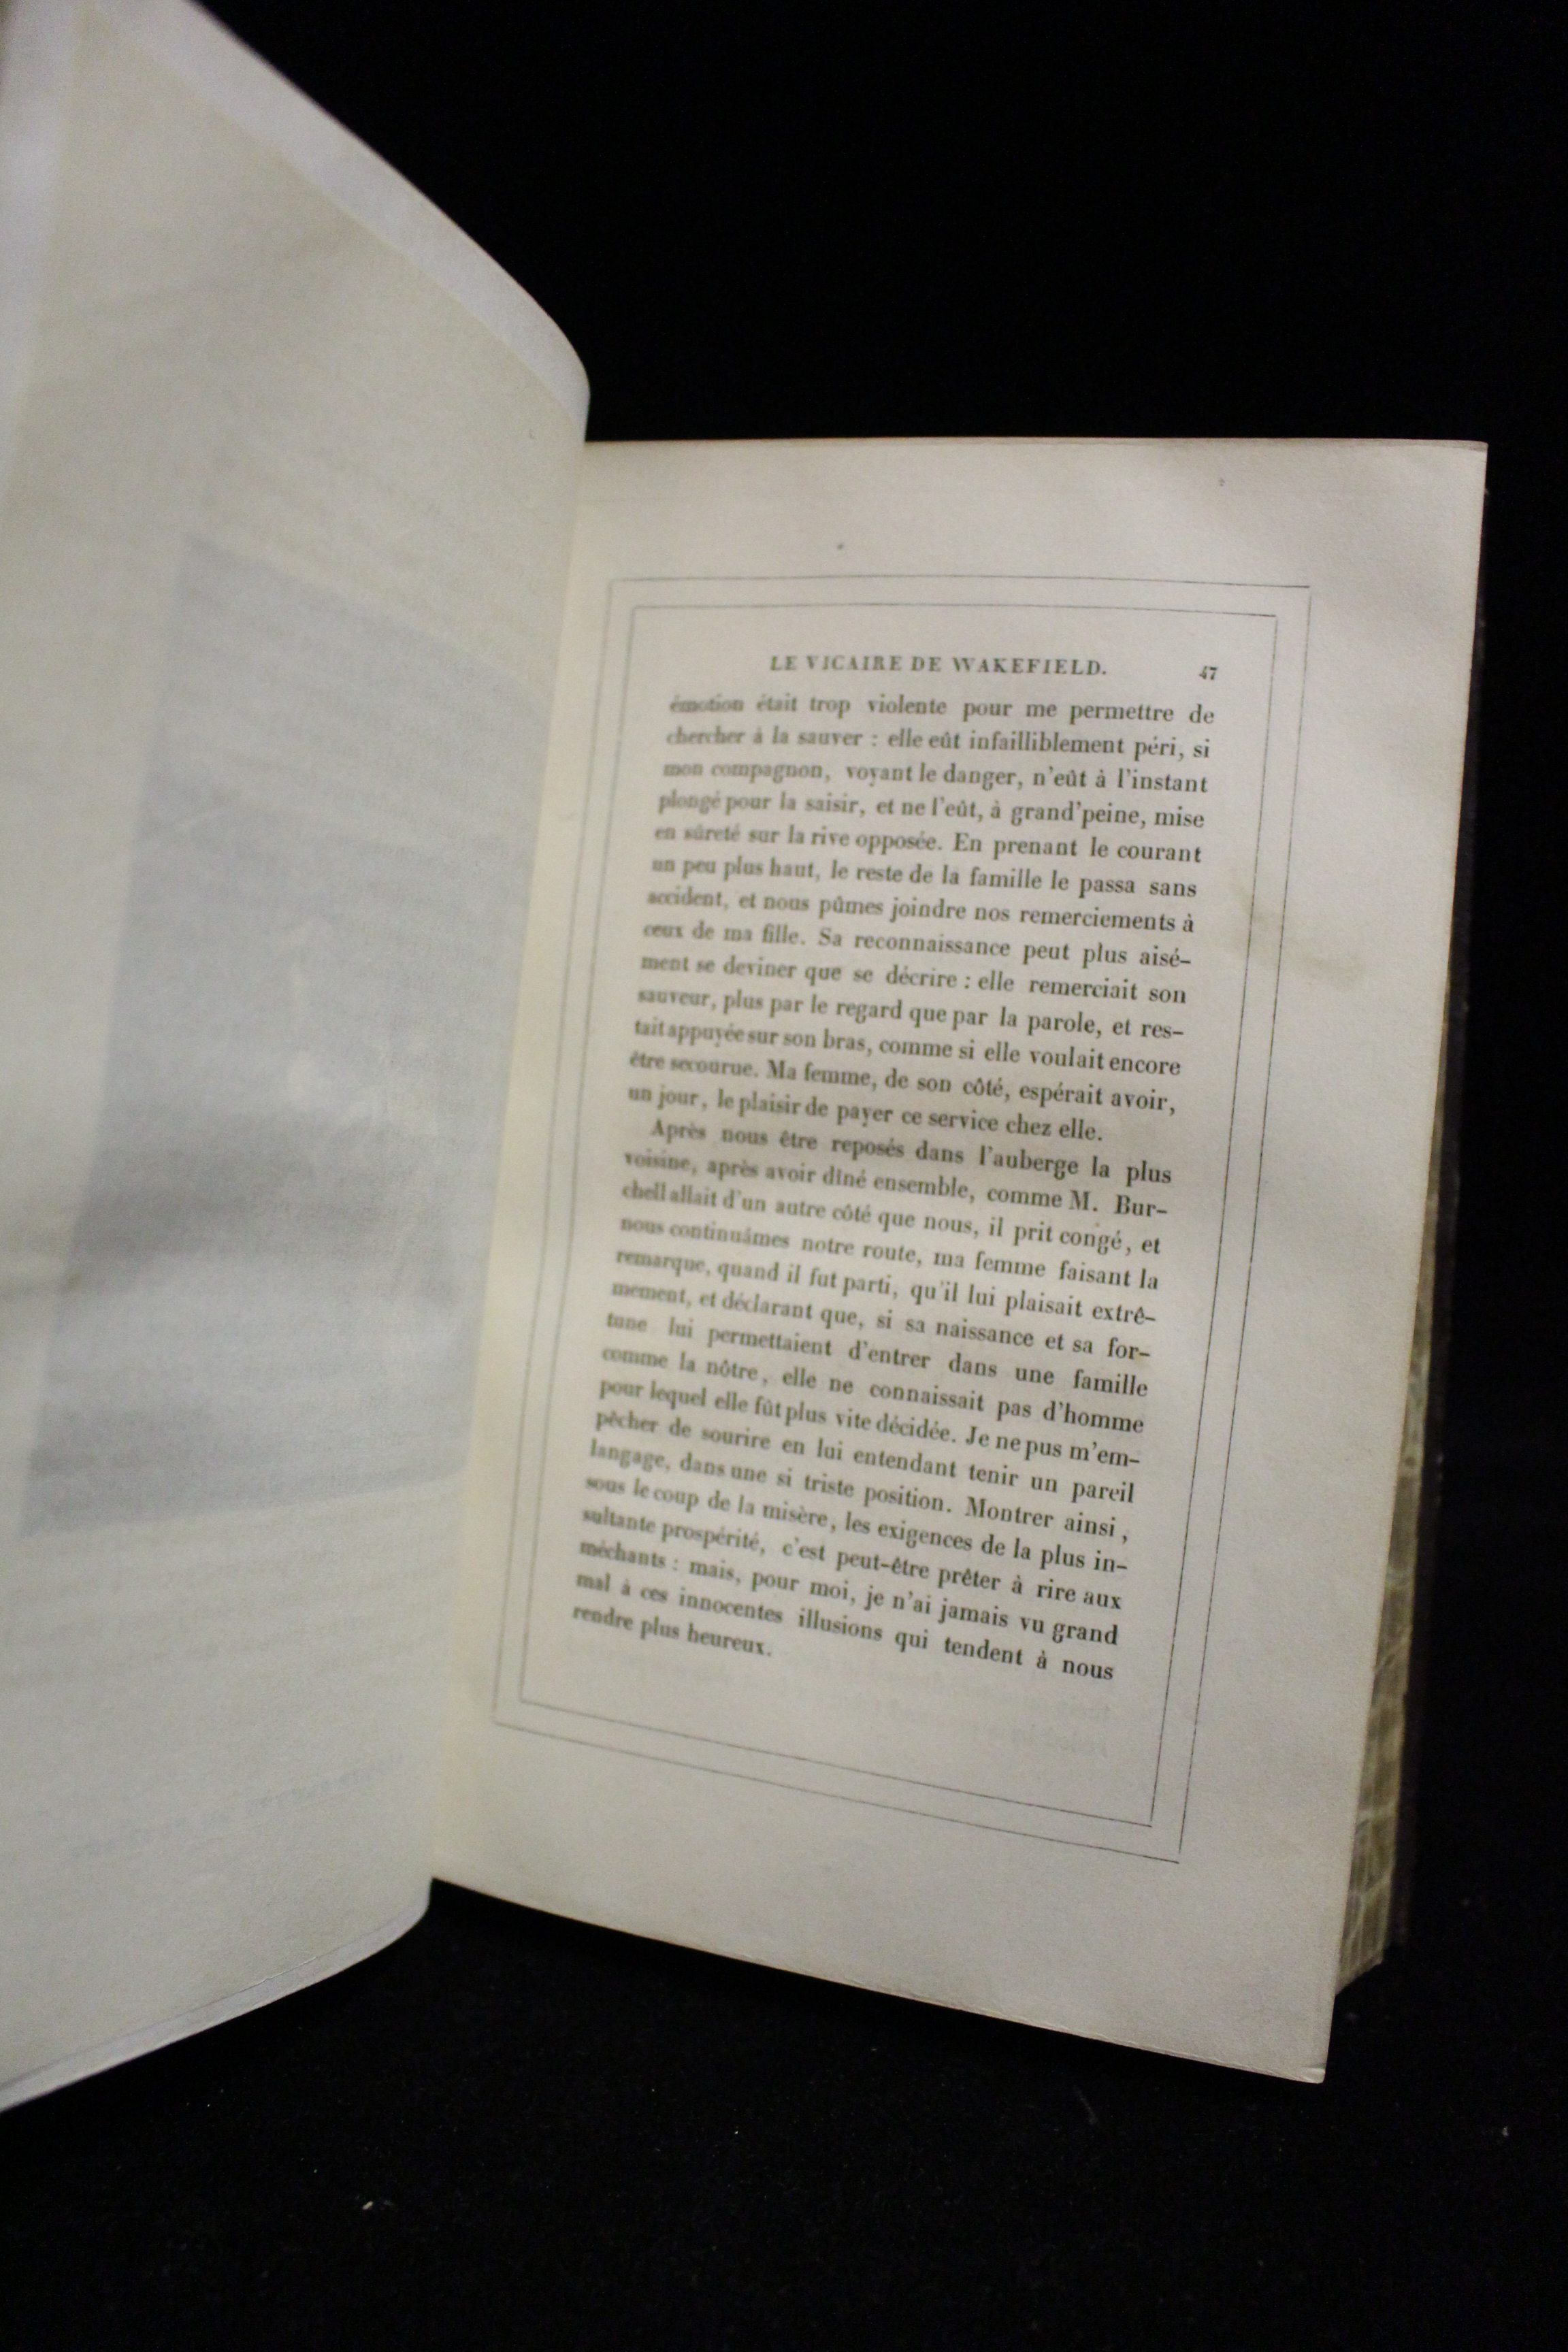 LE VICAIRE DE WAKEFIELD. 47
émotion était trop violente pour me permettre de
chercher à la sauver : elle eût infailliblement péri, si
mon compagnon, voyant le danger, n'eût à l'instant
plongé pour la saisir, et ne l'eût, à grand'peine, mise
en sûreté sur la rive opposée. En prenant le courant
un peu plus haut, le reste de la famille le passa sans
accident, et nous pûmes joindre nos remerciements à
ceux de ma fille. Sa reconnaissance peut plus aisé-
ment se deviner que se décrire : elle remerciait son
sauveur, plus par le regard que par la parole, et res-
tait appuyée sur son bras, comme si elle voulait encore
être secourue. Ma femme, de son côté, espérait avoir,
un jour, le plaisir de payer ce service chez elle.
Après nous être reposés dans l'auberge la plus
voisine, après avoir dîné ensemble, comme M. Bur-
chell allait d'un autre côté que nous, il prit congé, et
nous continuâmes notre route, ma femme faisant la
remarque, quand il fut parti, qu'il lui plaisait extrê-
mement, et déclarant que, si sa naissance et sa for-
tune lui permettaient d'entrer dans une famille
comme la nôtre, elle ne connaissait pas d'homme
pour lequel elle fût plus vite décidée. Je ne pus m'em-
pêcher de sourire en lui entendant tenir un pareil
langage, dans une si triste position. Montrer ainsi,
sous le coup de la misère, les exigences de la plus in-
sultante prospérité, c'est peut-être prêter à rire aux
méchants : mais, pour moi, je n'ai jamais vu grand
mal à ces innocentes illusions qui tendent à nous
rendre plus heureux.